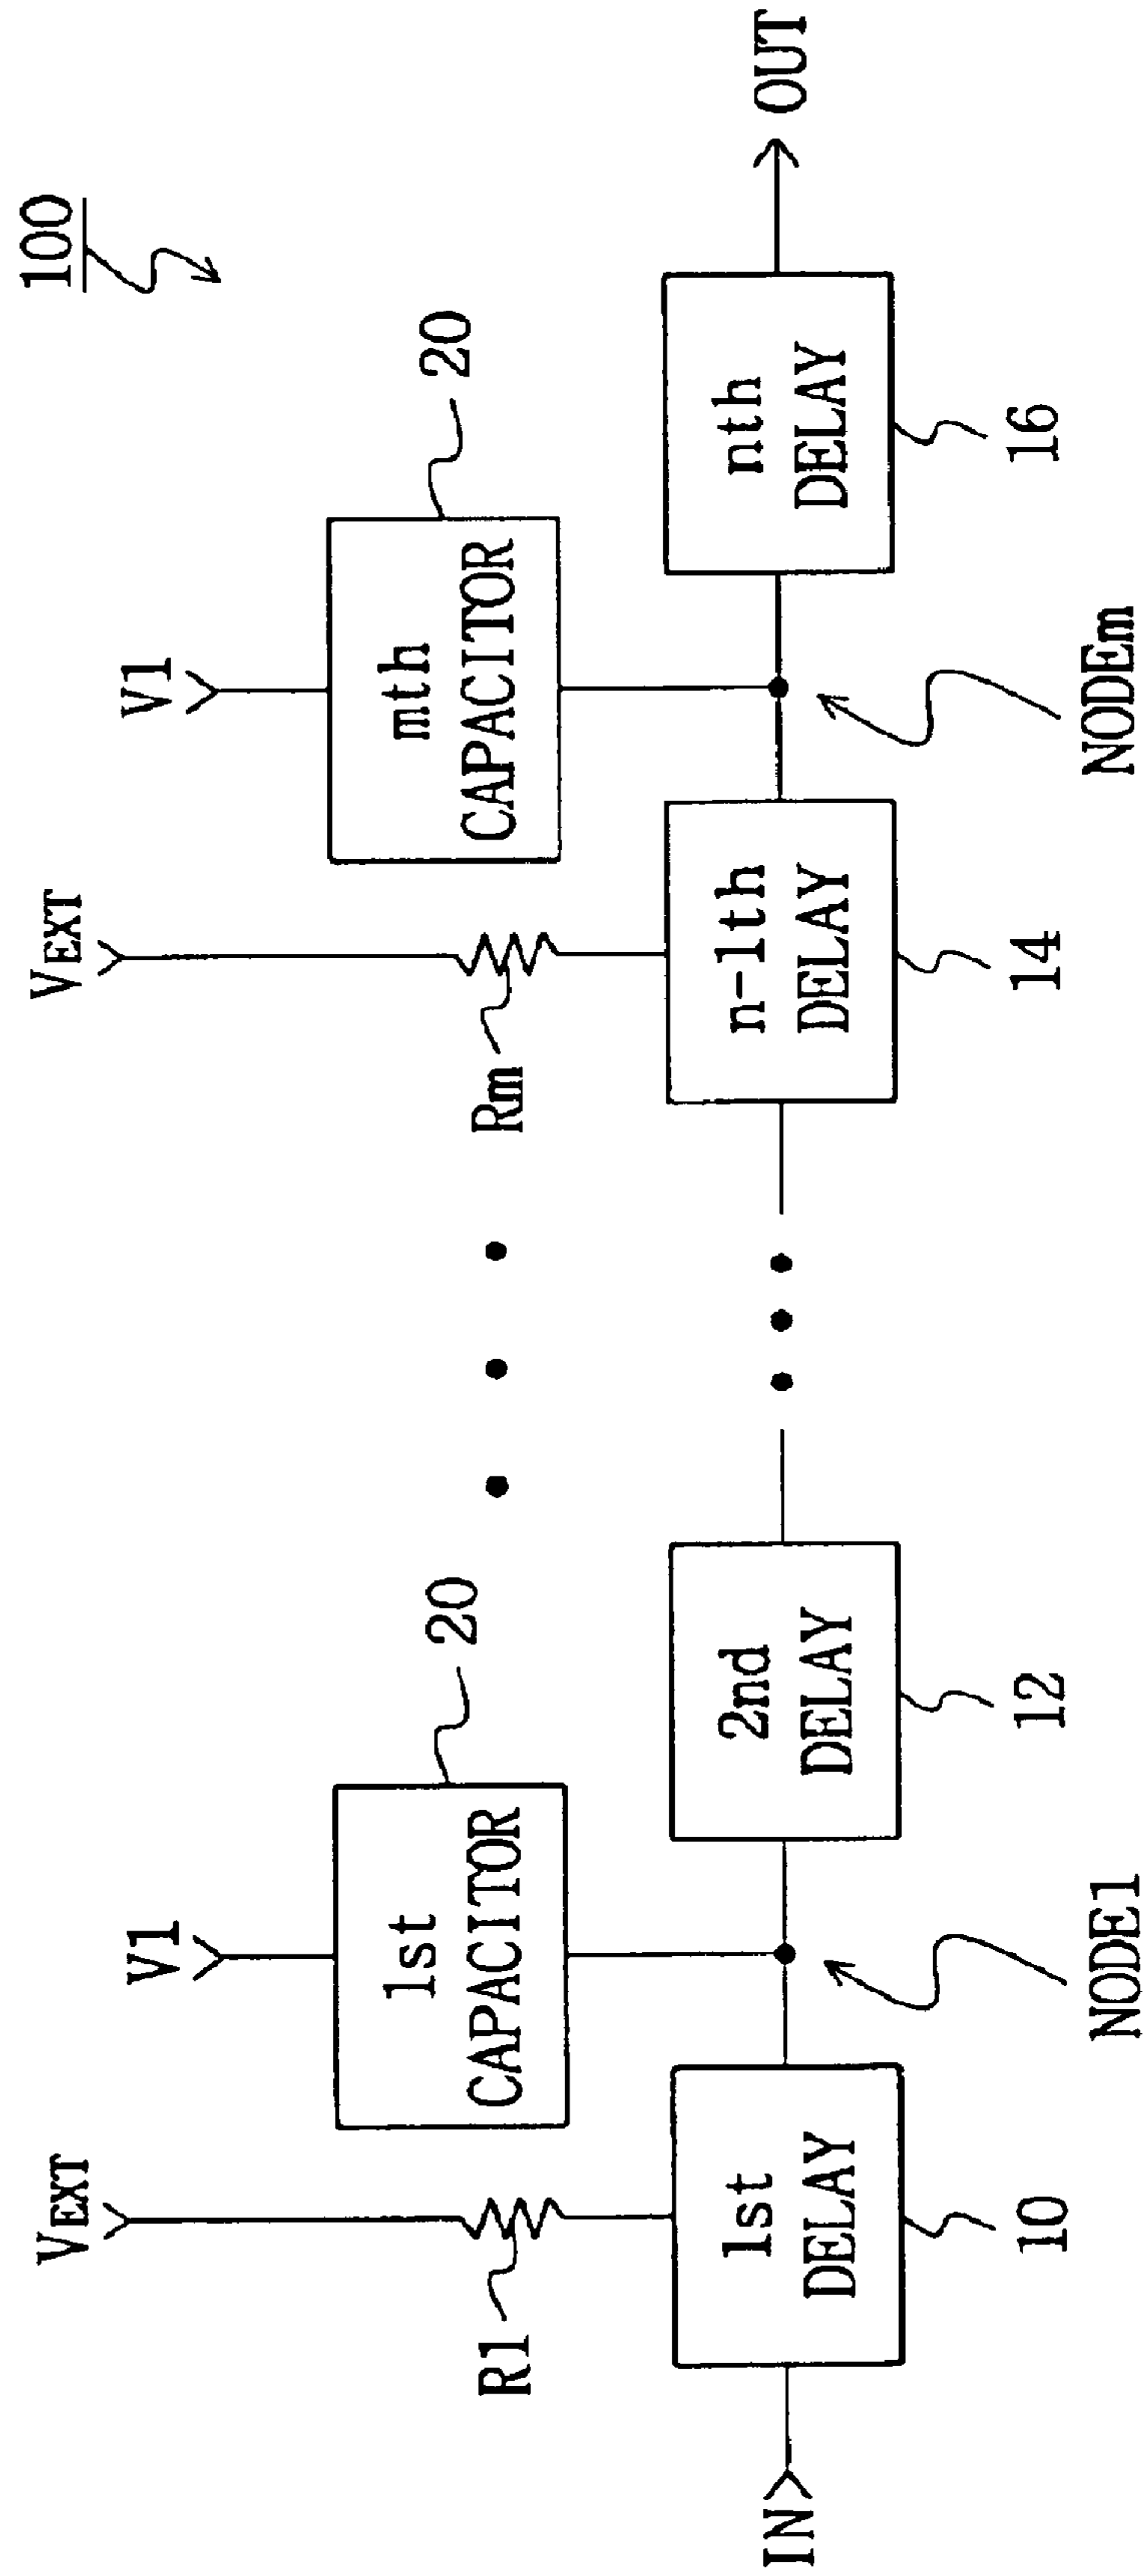 100
VEXT
V1
VEXT
V1
R1
1st
CAPACITOR
20
Rm
mth
CAPACITOR
20
IN
1st
DELAY
2nd
DELAY
n-1th
DELAY
nth
DELAY
OUT
10
NODE1
12
14
NODEm
16